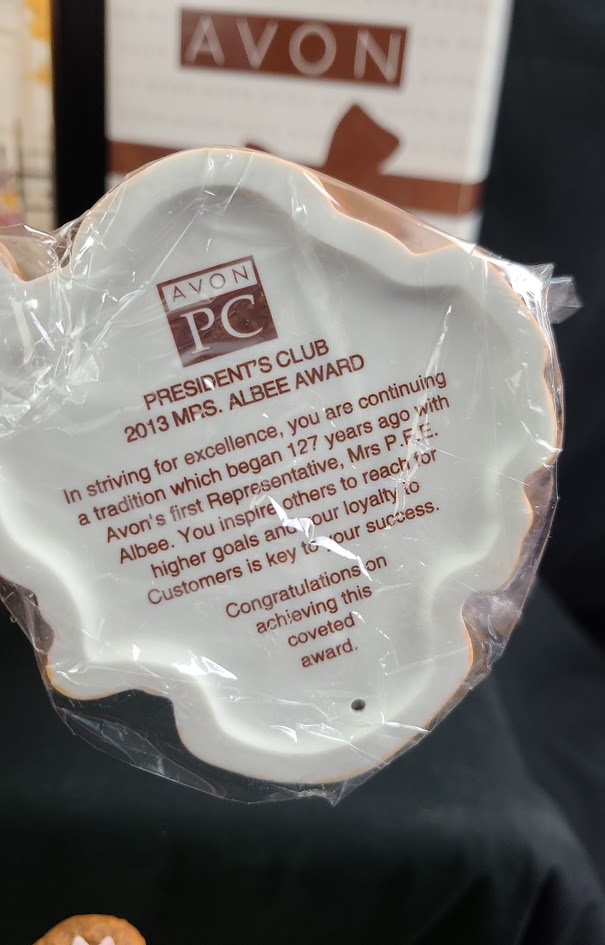 AVON
AVON
PC
PRESIDENT'S CLUB
2013 MRS. ALBEE AWARD
In striving for excellence, you are continuing
a tradition which began 127 years ago with
Avon's first Representative, Mrs P.F.E.
Albee. You inspire others to reach for
higher goals and your loyalty to
Customers is key to your success.
Congratulations on
achieving this
coveted
award.